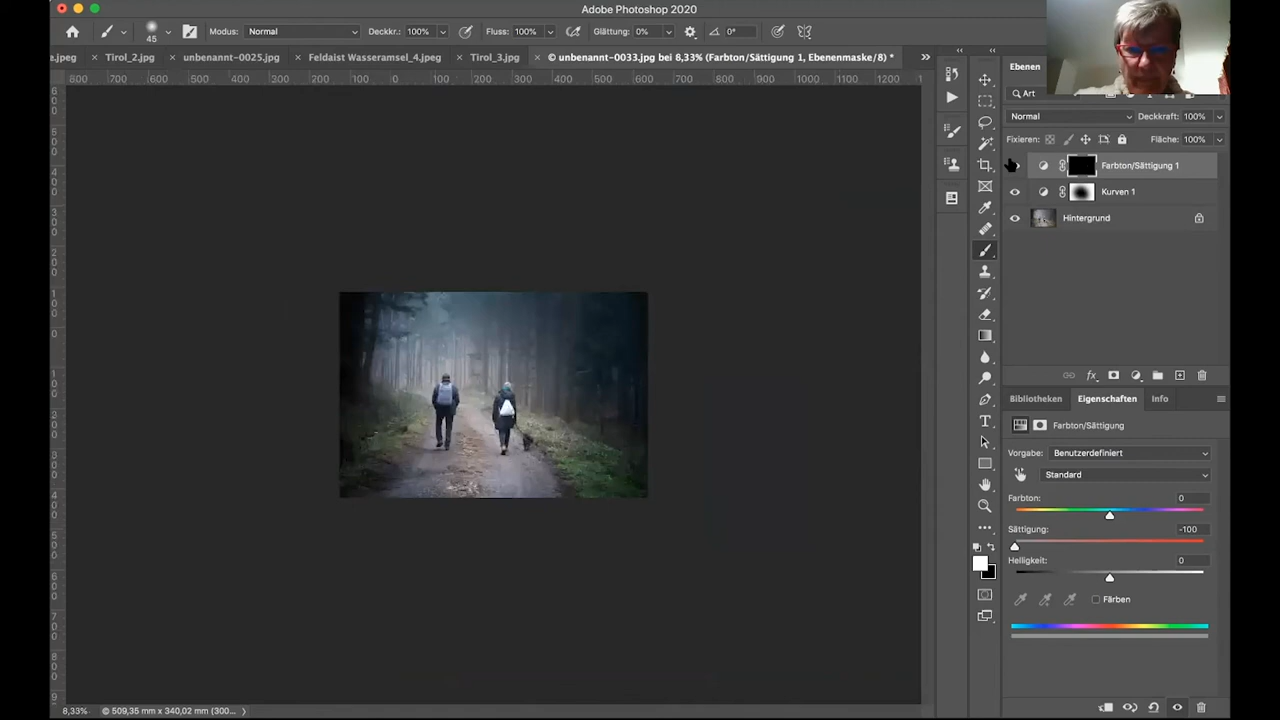 Adobe Photoshop 2020
45 Modus: Normal Deckkr.: 100% Fluss: 100% Glättung: 0% 0°
e.jpeg × Tirol_2.jpg × unbenannt-0025.jpg × Feldaist Wasseramsel_4.jpeg × Tirol_3.jpg × © unbenannt-0033.jpg bei 8,33% (Farbton/Sättigung 1, Ebenenmaske/8) *
800 700 600 500 400 300 200 100 0 100 200 300 400 500 600 700 800 900 1000 1100 1200 1300
Ebenen
Art
Normal Deckkraft: 100%
Fixieren: Fläche: 100%
Farbton/Sättigung 1
Kurven 1
Hintergrund
fx
Bibliotheken Eigenschaften Info
Farbton/Sättigung
Vorgabe: Benutzerdefiniert
Standard
Farbton: 0
Sättigung: -100
Helligkeit: 0
Färben
8,33% © 509,35 mm x 340,02 mm (300...